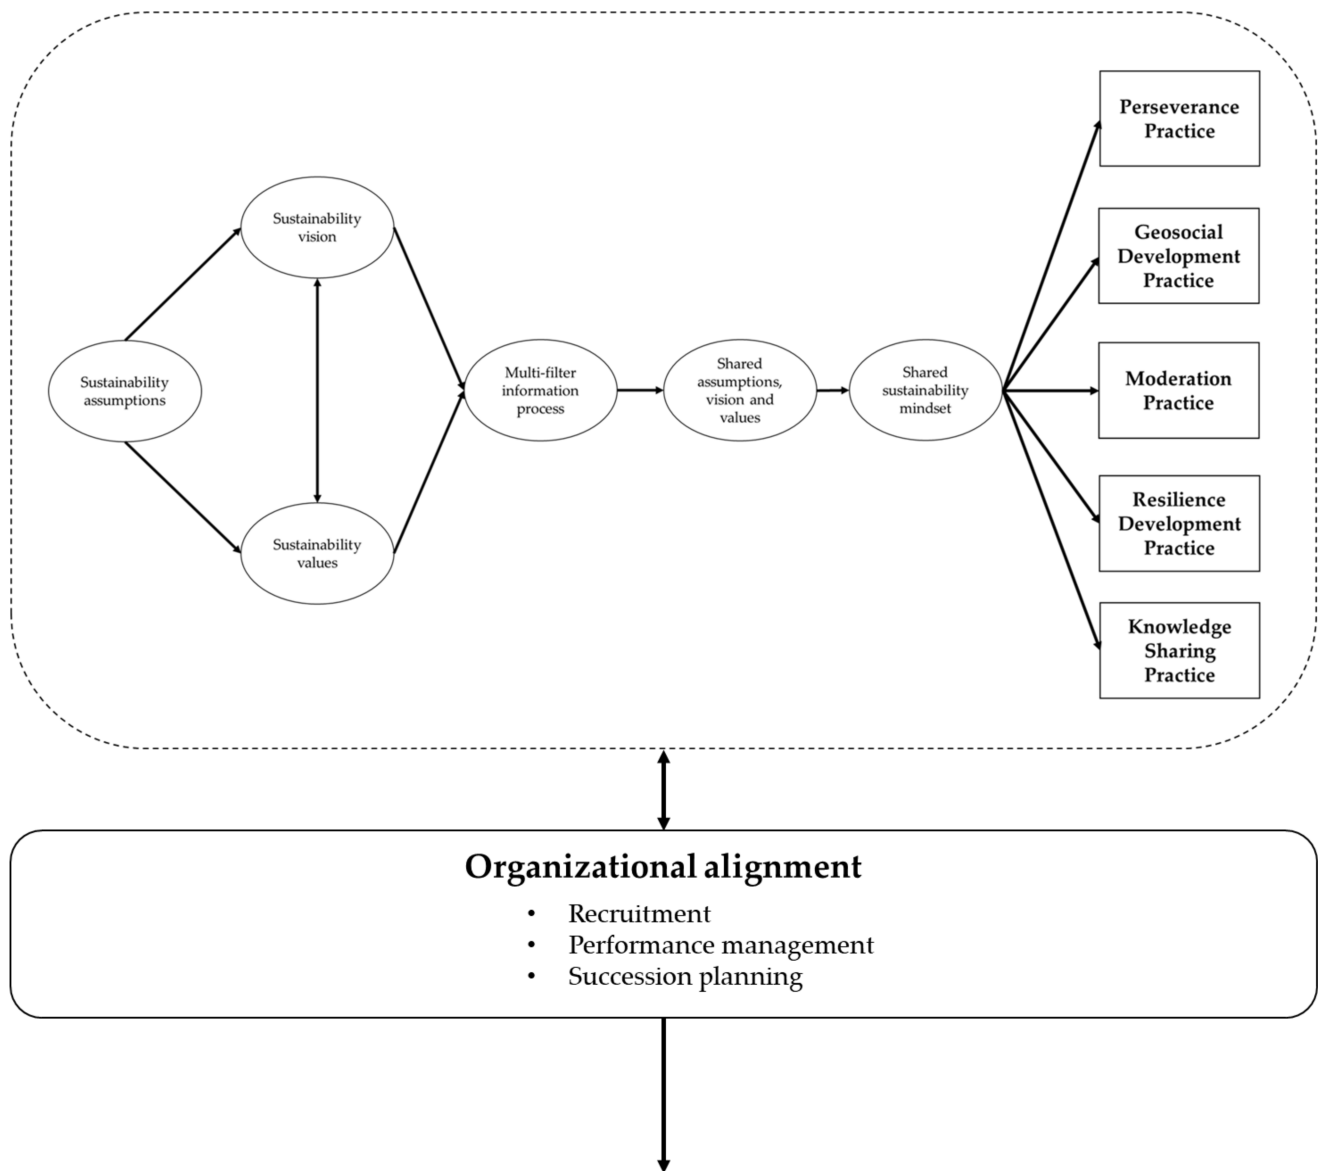 Perseverance
Practice
Sustainability
vision
Geosocial
Development
Practice
Sustainability
assumptions
Multi-filter
information
process
Shared
assumptions,
vision and
values
Shared
sustainability
mindset
Moderation
Practice
Sustainability
values
Resilience
Development
Practice
Knowledge
Sharing
Practice
Organizational alignment
• Recruitment
• Performance management
• Succession planning